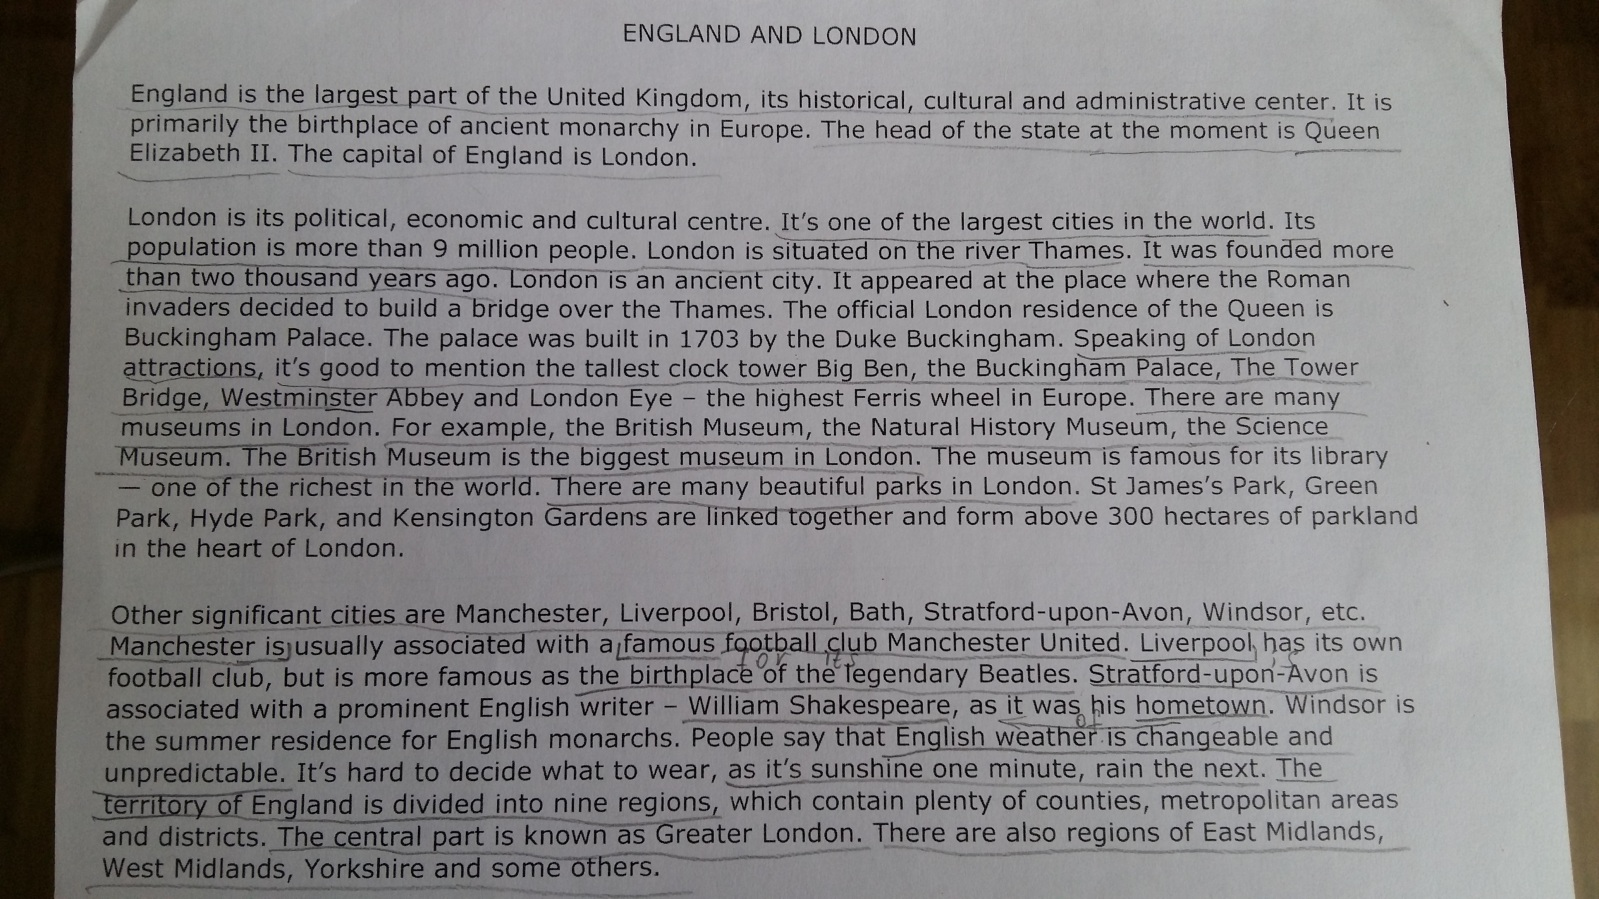 ENGLAND AND LONDON
England is the largest part of the United Kingdom, its historical, cultural and administrative center. It is
primarily the birthplace of ancient monarchy in Europe. The head of the state at the moment is Queen
Elizabeth II. The capital of England is London.
London is its political, economic and cultural centre. It's one of the largest cities in the world. Its
population is more than 9 million people. London is situated on the river Thames. It was founded more
than two thousand years ago. London is an ancient city. It appeared at the place where the Roman
invaders decided to build a bridge over the Thames. The official London residence of the Queen is
Buckingham Palace. The palace was built in 1703 by the Duke Buckingham. Speaking of London
attractions, it's good to mention the tallest clock tower Big Ben, the Buckingham Palace, The Tower
Bridge, Westminster Abbey and London Eye – the highest Ferris wheel in Europe. There are many
museums in London. For example, the British Museum, the Natural History Museum, the Science
Museum. The British Museum is the biggest museum in London. The museum is famous for its library
— one of the richest in the world. There are many beautiful parks in London. St James's Park, Green
Park, Hyde Park, and Kensington Gardens are linked together and form above 300 hectares of parkland
in the heart of London.
Other significant cities are Manchester, Liverpool, Bristol, Bath, Stratford-upon-Avon, Windsor, etc.
Manchester is usually associated with a famous football club Manchester United. Liverpool has its own
for its is
football club, but is more famous as the birthplace of the legendary Beatles. Stratford-upon-Avon is
associated with a prominent English writer – William Shakespeare, as it was his hometown. Windsor is
of
the summer residence for English monarchs. People say that English weather is changeable and
unpredictable. It's hard to decide what to wear, as it's sunshine one minute, rain the next. The
territory of England is divided into nine regions, which contain plenty of counties, metropolitan areas
and districts. The central part is known as Greater London. There are also regions of East Midlands,
West Midlands, Yorkshire and some others.